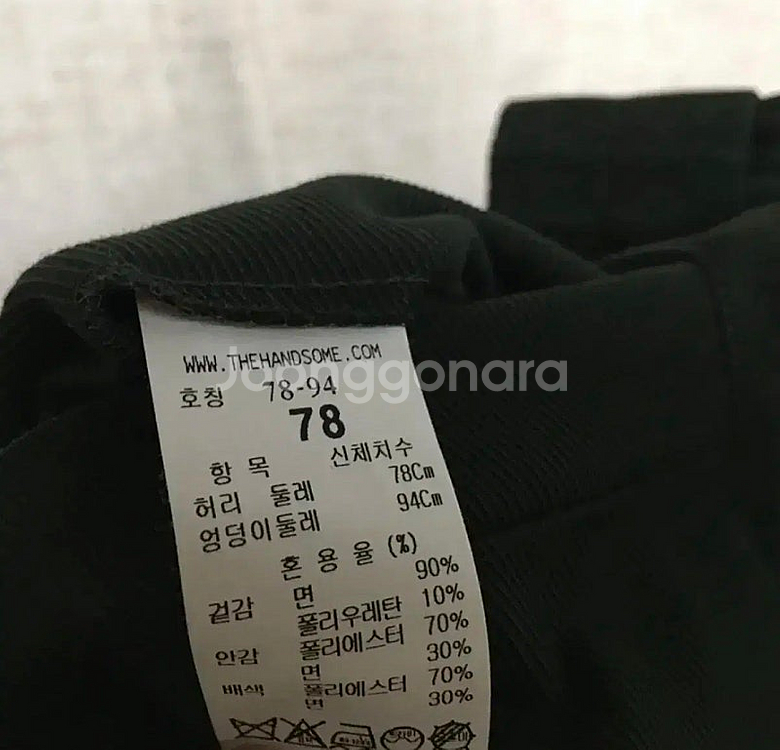 WWW.THEHANDSOME.COM
Joonggonara
호칭 78-94
78
항 목 신체치수
허리 둘레 78Cm
엉덩이둘레 94Cm
혼 용 율 (%)
겉감 면 90%
폴리우레탄 10%
안감 폴리에스터 70%
면 30%
배색 폴리에스터 70%
면 30%